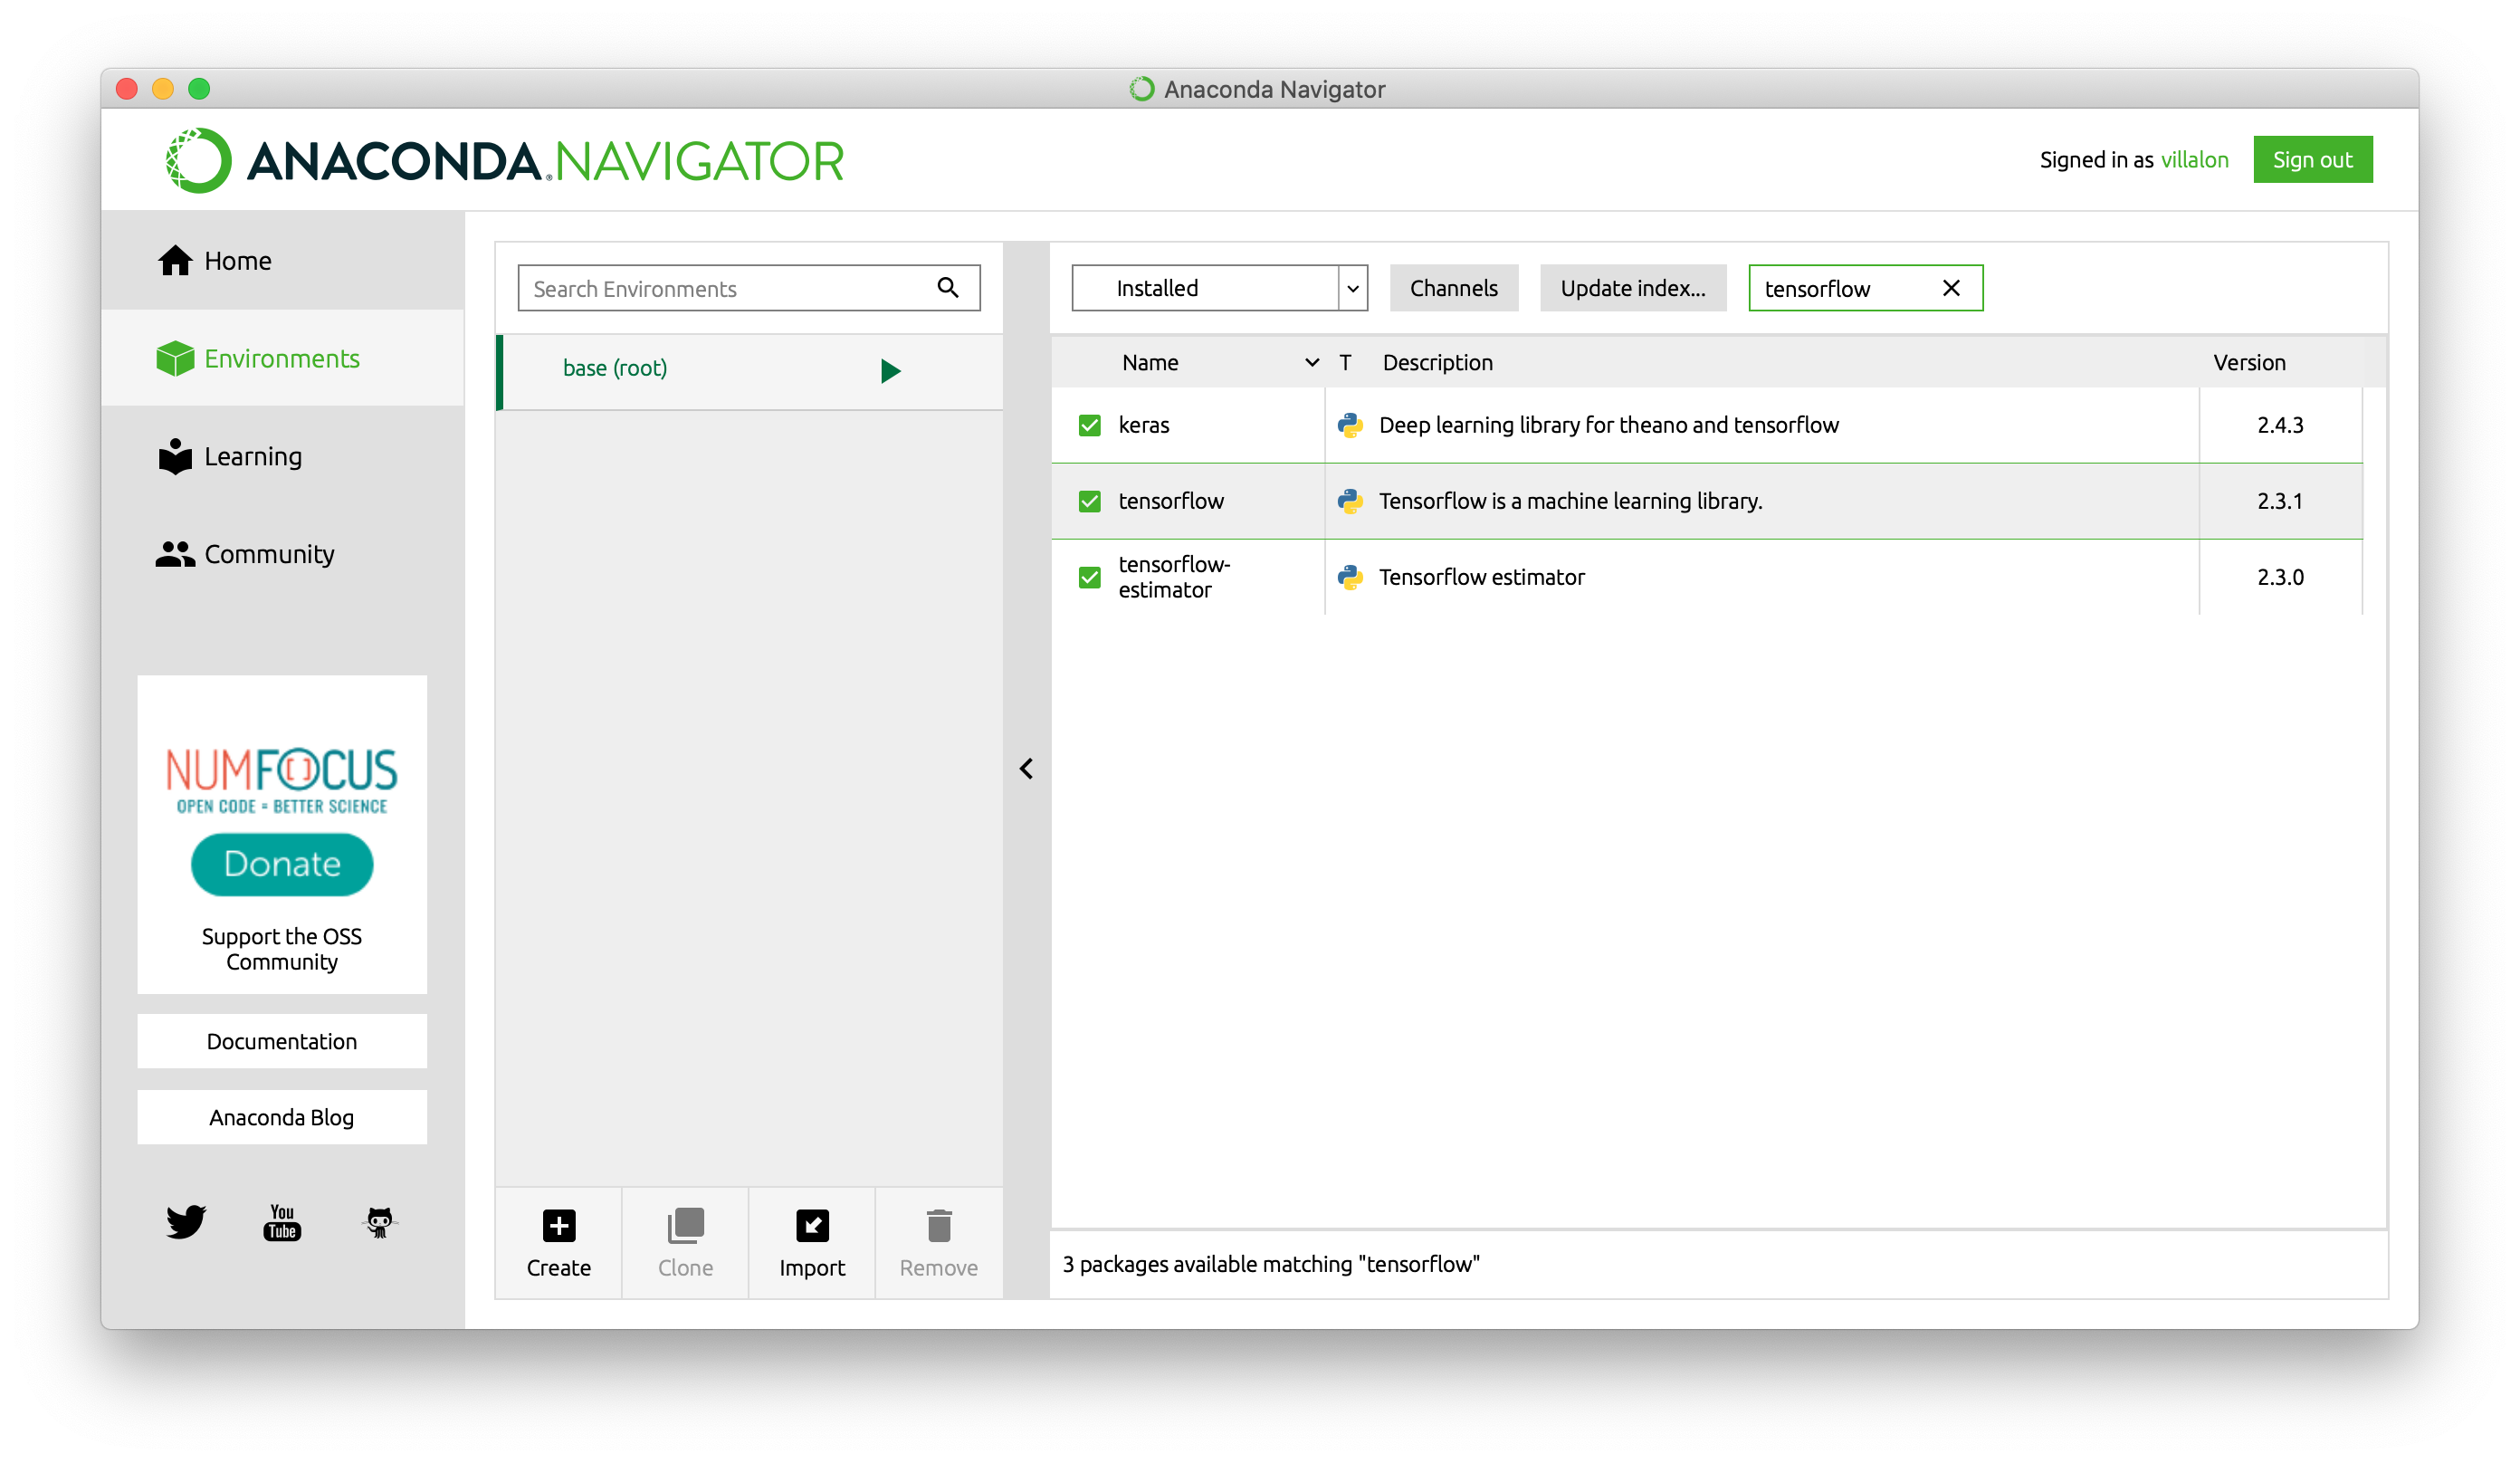 Anaconda Navigator
ANACONDA.NAVIGATOR
Signed in as villalon
Sign out
Home
Environments
Learning
Community
NUMFOCUS
OPEN CODE = BETTER SCIENCE
Donate
Support the OSS
Community
Documentation
Anaconda Blog
You
Tube
Search Environments
base (root)
Create
Clone
Import
Remove
Installed
Channels
Update index...
tensorflow
Name T Description Version
keras Deep learning library for theano and tensorflow 2.4.3
tensorflow Tensorflow is a machine learning library. 2.3.1
tensorflow-
estimator Tensorflow estimator 2.3.0
3 packages available matching "tensorflow"